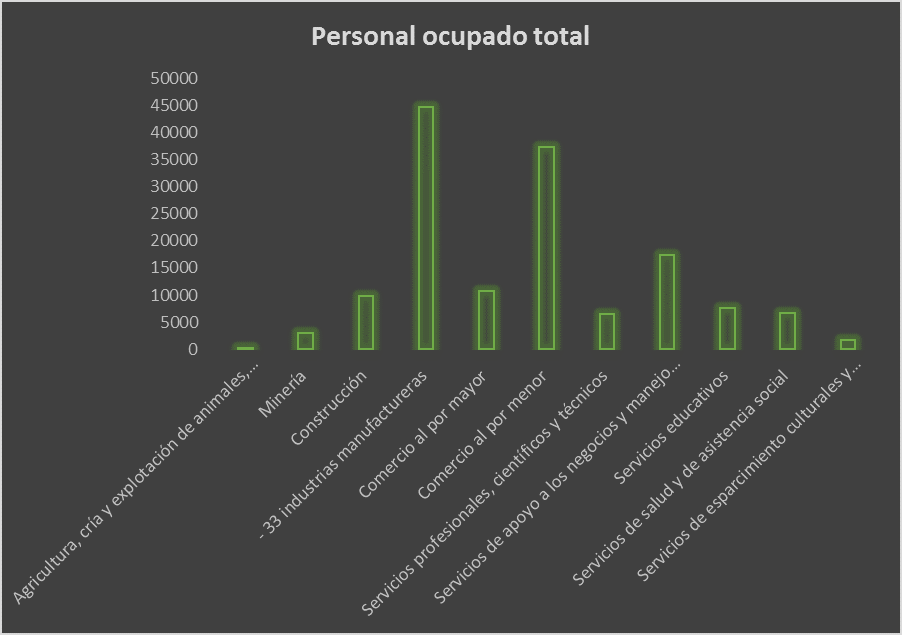 Personal ocupado total
50000
45000
40000
35000
30000
25000
20000
15000
10000
5000
0
Agricultura, cría y explotación de animales,...
Minería
Construcción
- 33 industrias manufactureras
Comercio al por mayor
Comercio al por menor
Servicios profesionales, científicos y técnicos
Servicios de apoyo a los negocios y manejo...
Servicios educativos
Servicios de salud y de asistencia social
Servicios de esparcimiento culturales y...